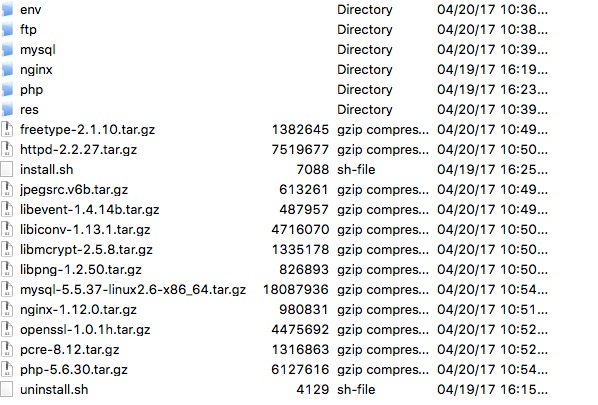 env Directory 04/20/17 10:36...
ftp Directory 04/20/17 10:38...
mysql Directory 04/20/17 10:39...
nginx Directory 04/19/17 16:19...
php Directory 04/19/17 16:23...
res Directory 04/20/17 10:39...
freetype-2.1.10.tar.gz 1382645 gzip compres... 04/20/17 10:49...
httpd-2.2.27.tar.gz 7519677 gzip compres... 04/20/17 10:50...
install.sh 7088 sh-file 04/19/17 16:25...
jpegsrc.v6b.tar.gz 613261 gzip compres... 04/20/17 10:49...
libevent-1.4.14b.tar.gz 487957 gzip compres... 04/20/17 10:49...
libiconv-1.13.1.tar.gz 4716070 gzip compres... 04/20/17 10:50...
libmcrypt-2.5.8.tar.gz 1335178 gzip compres... 04/20/17 10:50...
libpng-1.2.50.tar.gz 826893 gzip compres... 04/20/17 10:50...
mysql-5.5.37-linux2.6-x86_64.tar.gz 18087936 gzip compres... 04/20/17 10:54...
nginx-1.12.0.tar.gz 980831 gzip compres... 04/20/17 10:51...
openssl-1.0.1h.tar.gz 4475692 gzip compres... 04/20/17 10:52...
pcre-8.12.tar.gz 1316863 gzip compres... 04/20/17 10:52...
php-5.6.30.tar.gz 6127616 gzip compres... 04/20/17 10:54...
uninstall.sh 4129 sh-file 04/19/17 16:15...